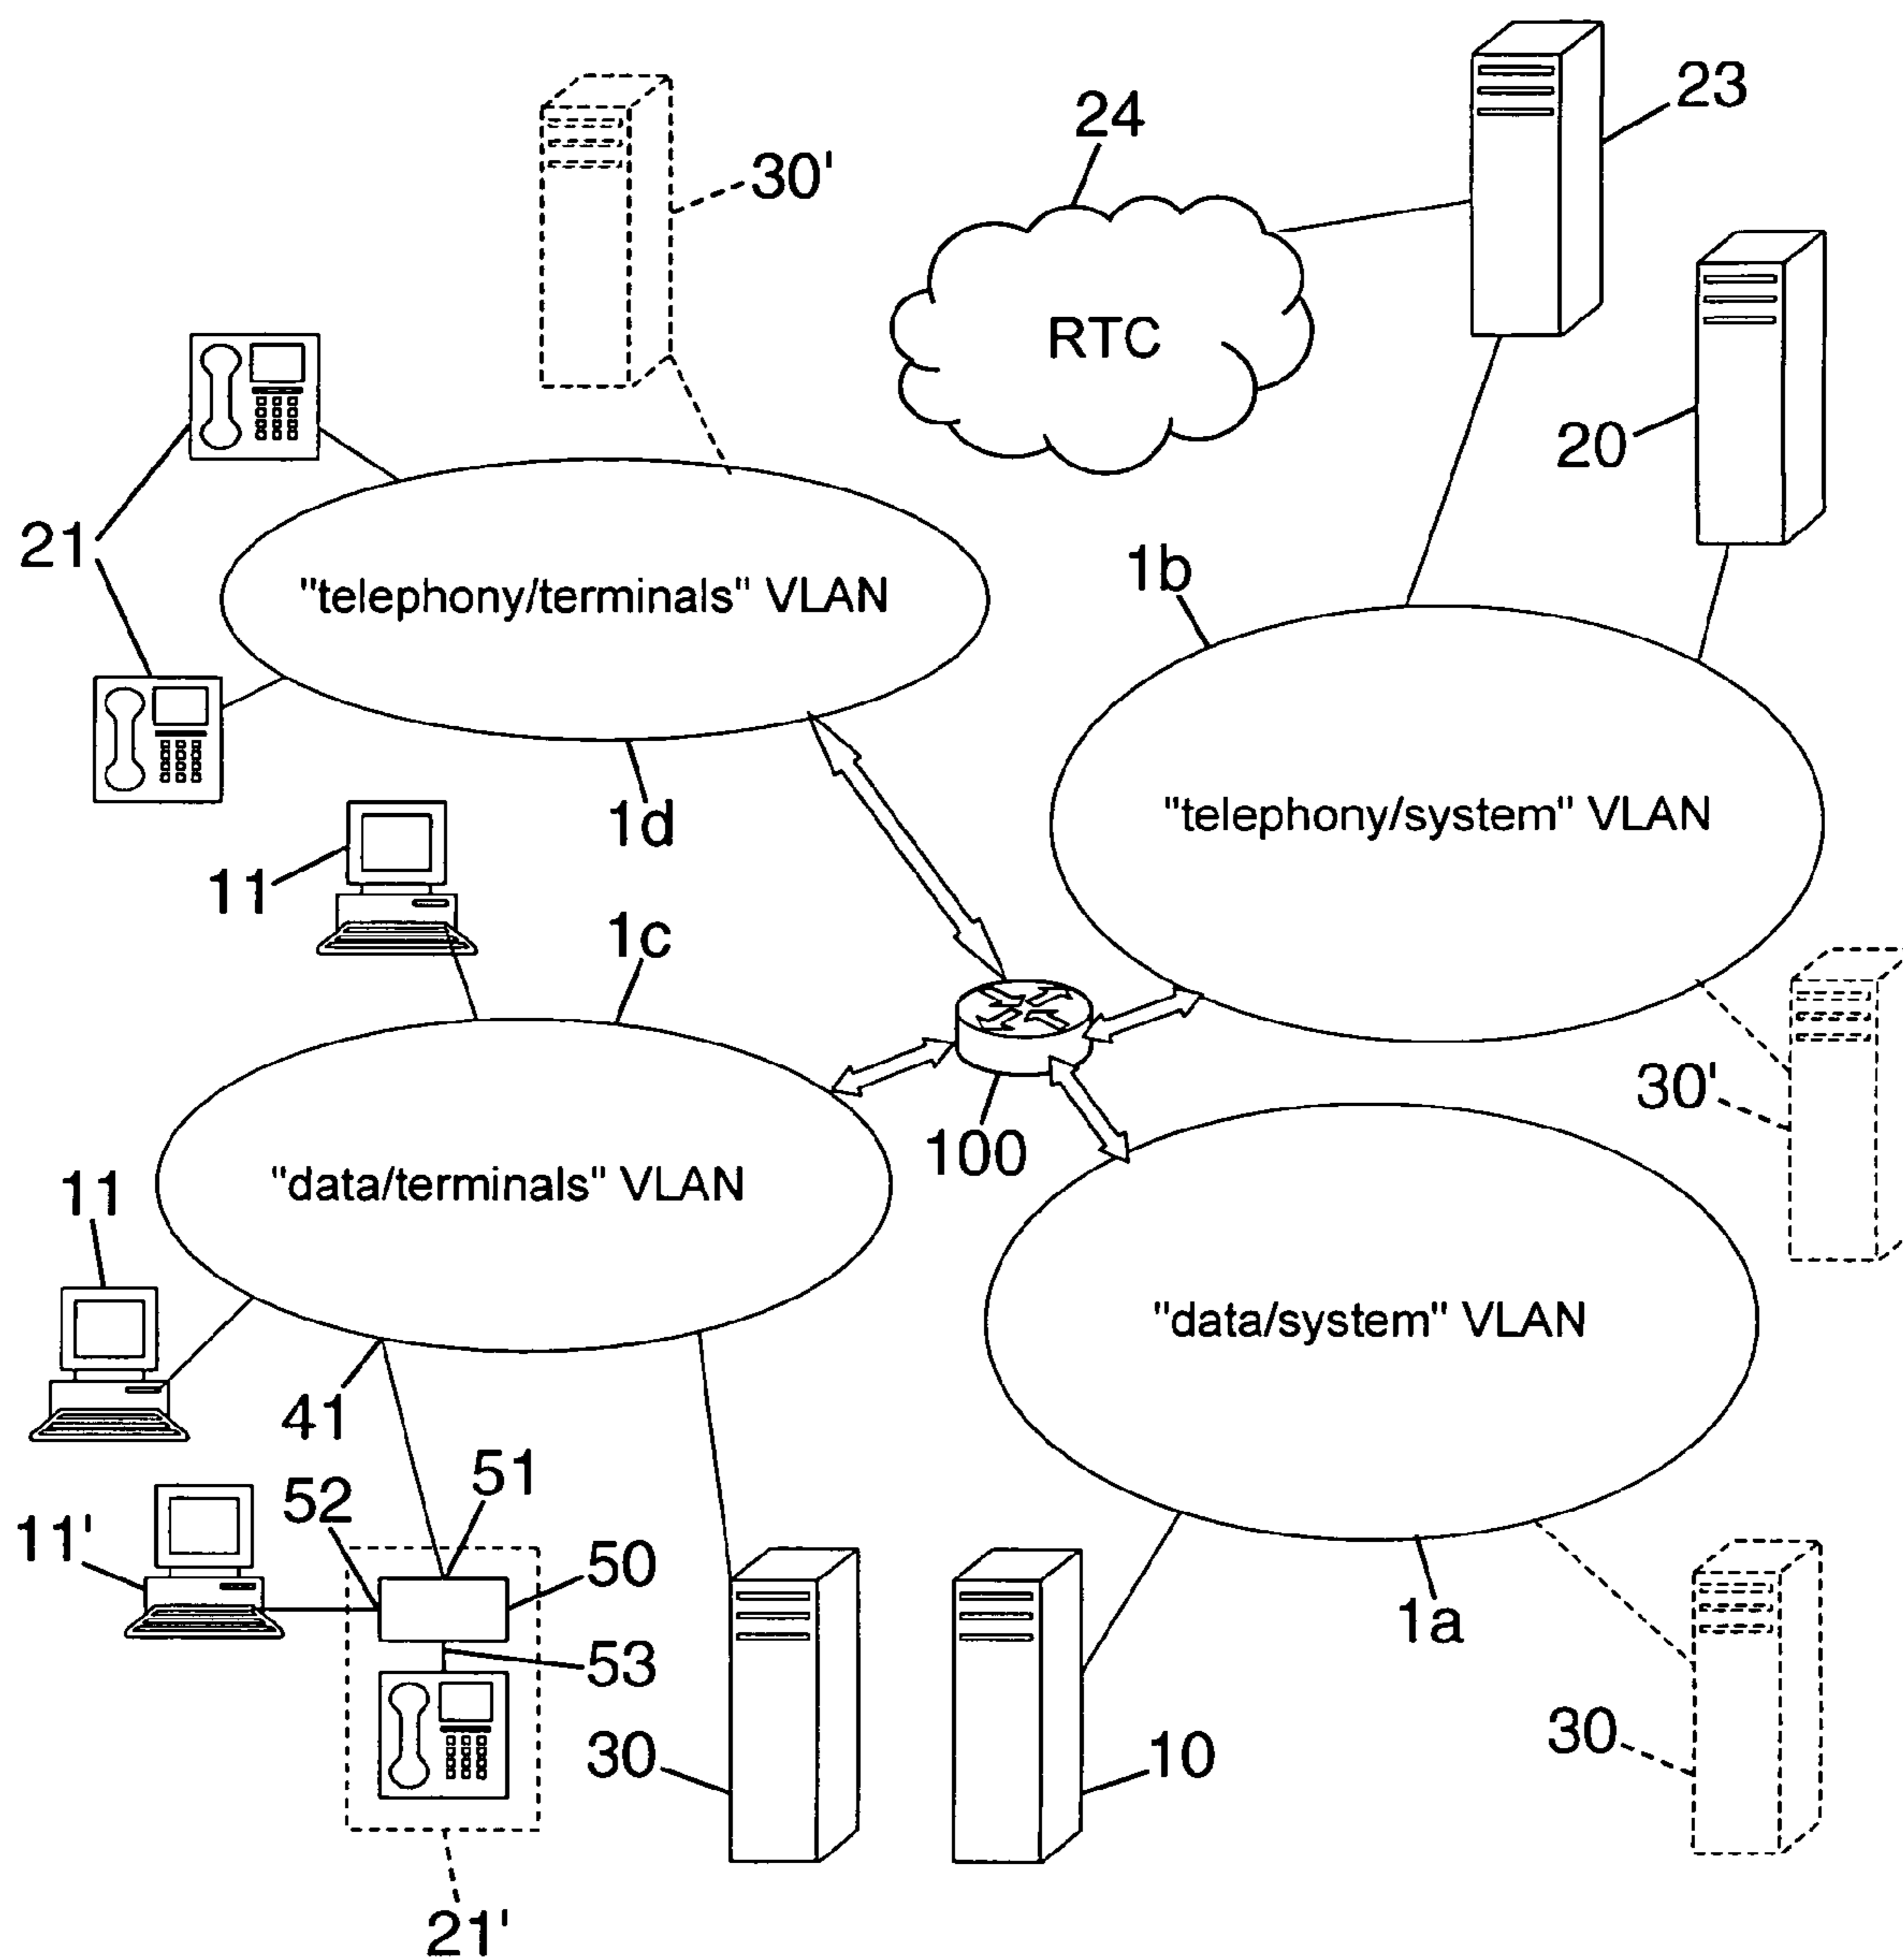 23
24
30'
RTC
20
21
"telephony/terminals" VLAN
1b
1d
"telephony/system" VLAN
11
1c
30'
100
"data/terminals" VLAN
11
"data/system" VLAN
41
51
52
11'
50
1a
53
30
10
30
21'